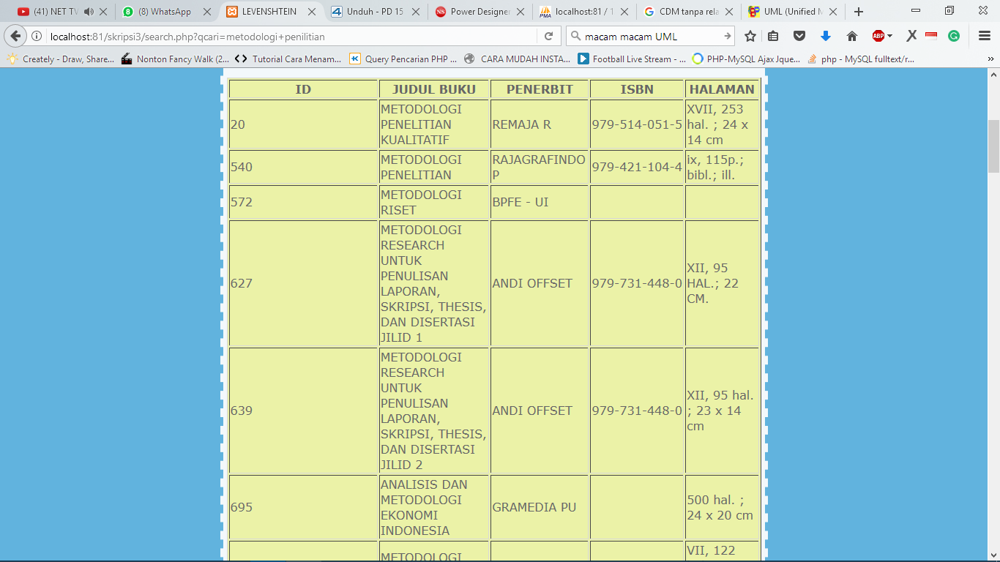 (41) NET TV
(8) WhatsApp
LEVENSHTEIN
Unduh - PD 15
Power Designer
localhost:81 / 1
CDM tanpa rela
UML (Unified M
localhost:81/skripsi3/search.php?qqari=metodologi+penilitian
macam macam UML
Creately - Draw, Share...
Nonton Fancy Walk (2...
Tutorial Cara Menam...
Query Pencarian PHP ...
CARA MUDAH INSTA...
Football Live Stream - ...
PHP-MySQL Ajax Jque...
php - MySQL fulltext/r...
ID JUDUL BUKU PENERBIT ISBN HALAMAN
20
METODOLOGI
PENELITIAN
KUALITATIF
REMAJA R
979-514-051-5
XVII, 253
hal. ; 24 x
14 cm
540
METODOLOGI
PENELITIAN
RAJAGRAFINDO
P
979-421-104-4
ix, 115p.;
bibl.; ill.
572
METODOLOGI
RISET
BPFE - UI
627
METODOLOGI
RESEARCH
UNTUK
PENULISAN
LAPORAN,
SKRIPSI, THESIS,
DAN DISERTASI
JILID 1
ANDI OFFSET
979-731-448-0
XII, 95
HAL.; 22
CM.
639
METODOLOGI
RESEARCH
UNTUK
PENULISAN
LAPORAN,
SKRIPSI, THESIS,
DAN DISERTASI
JILID 2
ANDI OFFSET
979-731-448-0
XII, 95 hal.
; 23 x 14
cm
695
ANALISIS DAN
METODOLOGI
EKONOMI
INDONESIA
GRAMEDIA PU
500 hal. ;
24 x 20 cm
METODOLOGI
VII, 122